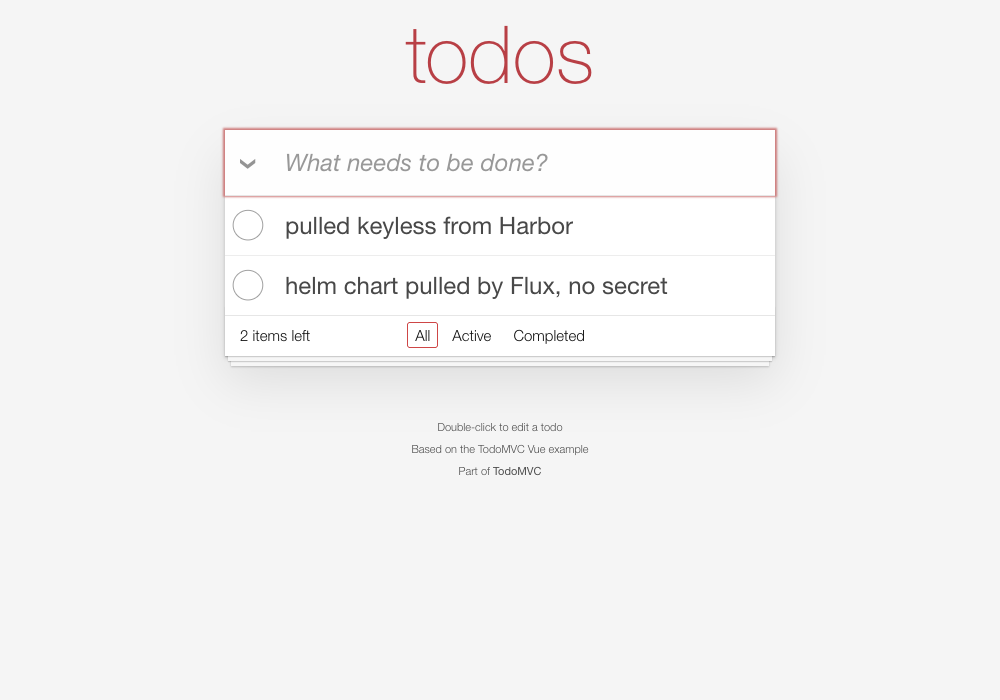 todos
What needs to be done?
pulled keyless from Harbor
helm chart pulled by Flux, no secret
2 items left All Active Completed
Double-click to edit a todo
Based on the TodoMVC Vue example
Part of TodoMVC